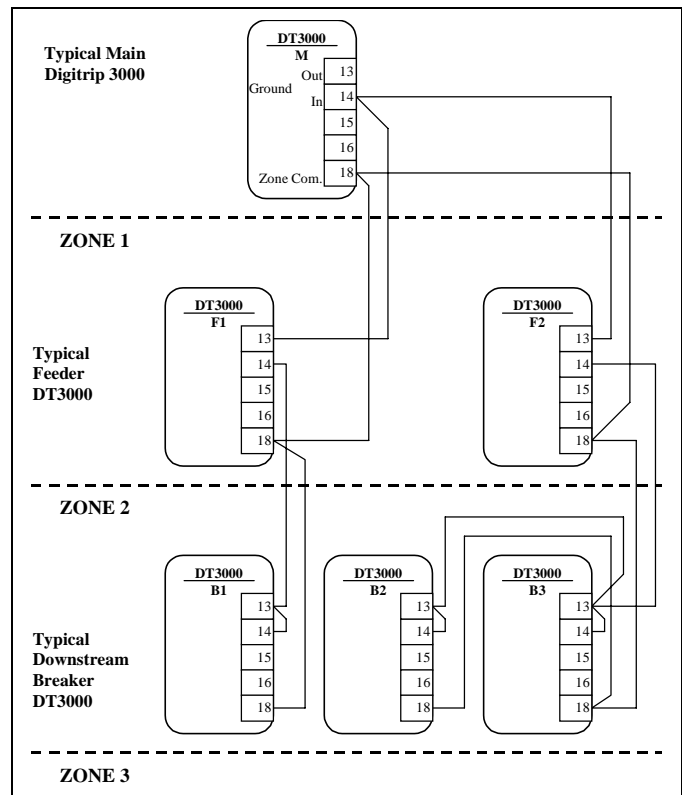 Typical Main
Digitrip 3000
DT3000
M
Out 13
Ground
In 14
15
16
Zone Com. 18
ZONE 1
Typical
Feeder
DT3000
DT3000
F1
13
14
15
16
18
DT3000
F2
13
14
15
16
18
ZONE 2
Typical
Downstream
Breaker
DT3000
DT3000
B1
13
14
15
16
18
DT3000
B2
13
14
15
16
18
DT3000
B3
13
14
15
16
18
ZONE 3